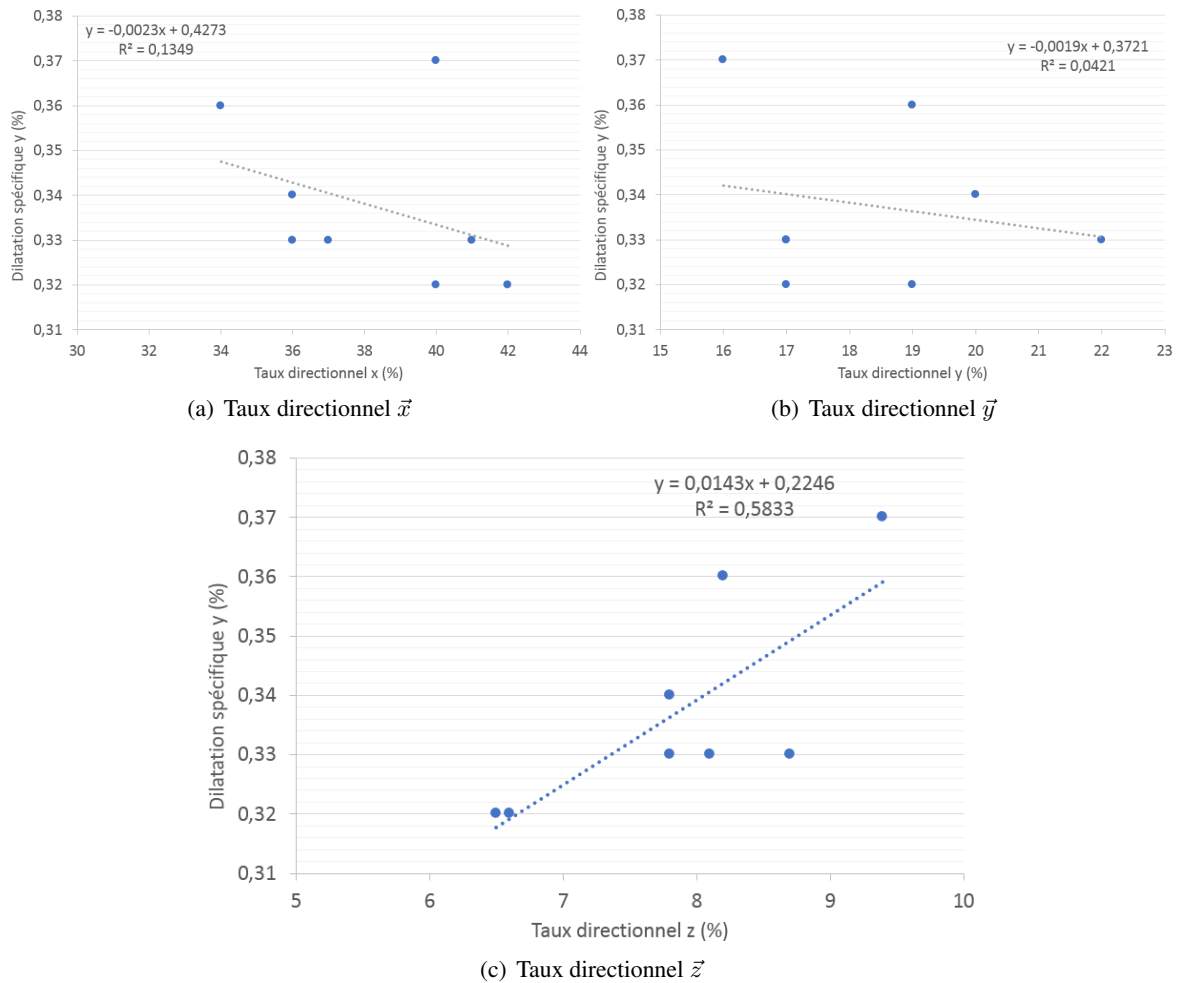 y = -0,0023x + 0,4273
R² = 0,1349
0,38
0,37
0,36
0,35
0,34
0,33
0,32
0,31
Dilatation spécifique y (%)
30 32 34 36 38 40 42 44
Taux directionnel x (%)
(a) Taux directionnel x⃗
y = -0,0019x + 0,3721
R² = 0,0421
0,38
0,37
0,36
0,35
0,34
0,33
0,32
0,31
Dilatation spécifique y (%)
15 16 17 18 19 20 21 22 23
Taux directionnel y (%)
(b) Taux directionnel y⃗
y = 0,0143x + 0,2246
R² = 0,5833
0,38
0,37
0,36
0,35
0,34
0,33
0,32
0,31
Dilatation spécifique y (%)
5 6 7 8 9 10
Taux directionnel z (%)
(c) Taux directionnel z⃗